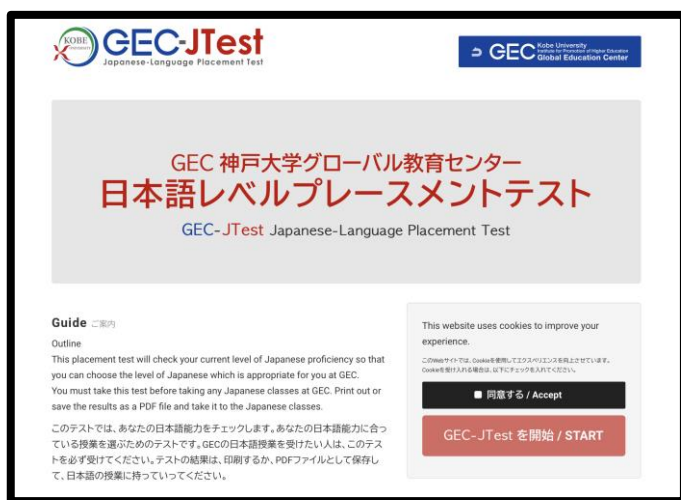 KOBE
UNIVERSITY
GEC-JTest
Japanese-Language Placement Test
GEC Kobe University
Institute for Promotion of Higher Education
Global Education Center
GEC 神戸大学グローバル教育センター
日本語レベルプレースメントテスト
GEC-JTest Japanese-Language Placement Test
Guide ご案内
Outline
This placement test will check your current level of Japanese proficiency so that
you can choose the level of Japanese which is appropriate for you at GEC.
You must take this test before taking any Japanese classes at GEC. Print out or
save the results as a PDF file and take it to the Japanese classes.
このテストでは、あなたの日本語能力をチェックします。あなたの日本語能力に合っ
ている授業を選ぶためのテストです。GECの日本語授業を受けたい人は、このテス
トを必ず受けてください。テストの結果は、印刷するか、PDFファイルとして保存し
て、日本語の授業に持っていってください。
This website uses cookies to improve your
experience.
このWebサイトでは、Cookieを使用してエクスペリエンスを向上させています。
Cookieを受け入れる場合は、以下にチェックを入れてください。
同意する / Accept
GEC-JTest を開始 / START